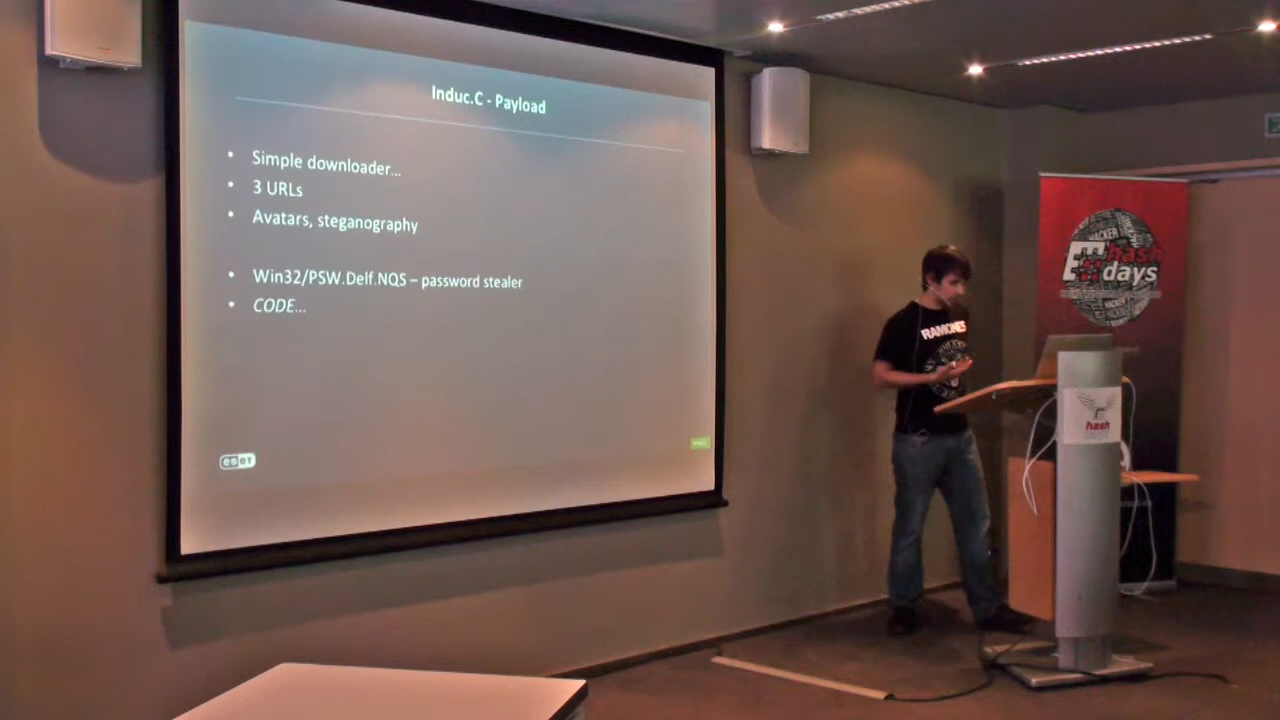 Induc.C - Payload
• Simple downloader...
• 3 URLs
• Avatars, steganography
• Win32/PSW.Delf.NQS – password stealer
• CODE...
eseT
RAMONES
HACKER
hash
days
hash